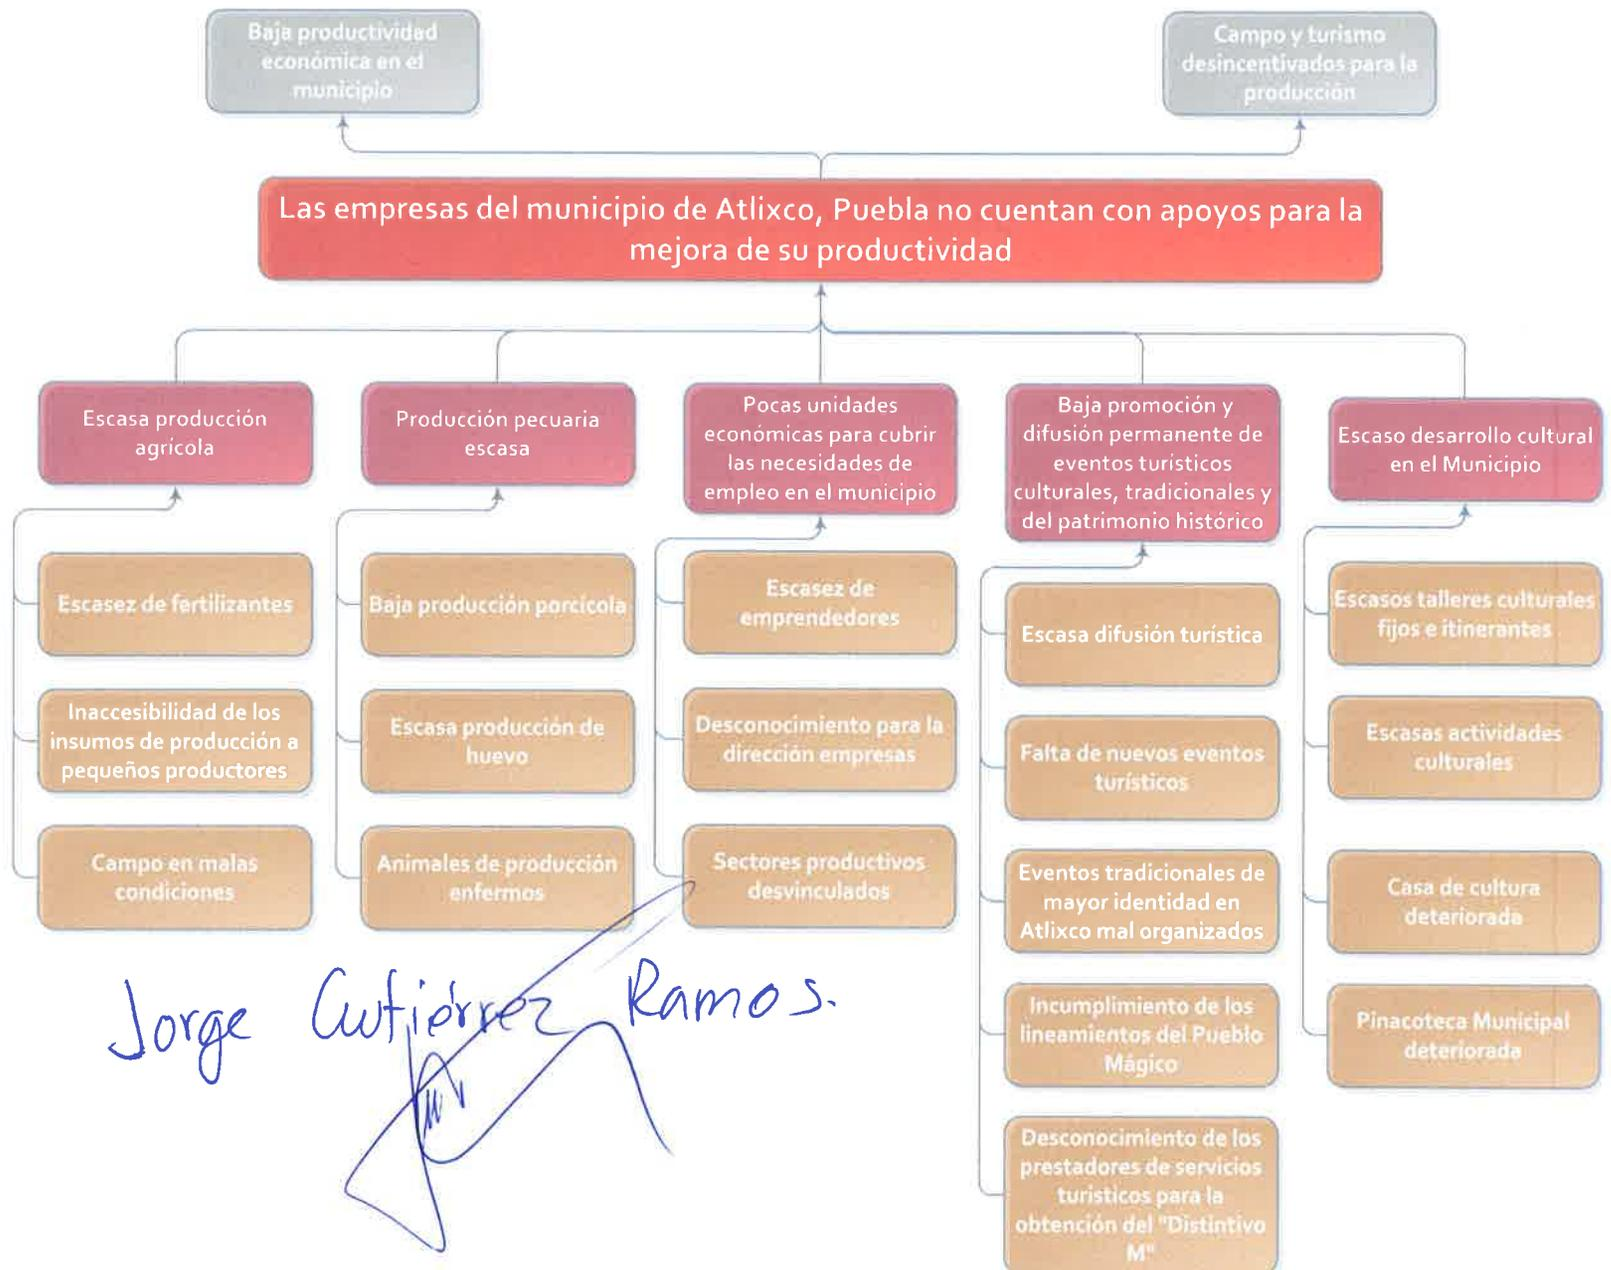 Baja productividad
económica en el
municipio
Campo y turismo
desincentivados para la
producción
Las empresas del municipio de Atlixco, Puebla no cuentan con apoyos para la
mejora de su productividad
Escasa producción
agrícola
Producción pecuaria
escasa
Pocas unidades
económicas para cubrir
las necesidades de
empleo en el municipio
Baja promoción y
difusión permanente de
eventos turísticos
culturales, tradicionales y
del patrimonio histórico
Escaso desarrollo cultural
en el Municipio
Escasez de fertilizantes
Inaccesibilidad de los
insumos de producción a
pequeños productores
Campo en malas
condiciones
Baja producción porcícola
Escasa producción de
huevo
Animales de producción
enfermos
Escasez de
emprendedores
Desconocimiento para la
dirección empresas
Sectores productivos
desvinculados
Escasa difusión turística
Falta de nuevos eventos
turísticos
Eventos tradicionales de
mayor identidad en
Atlixco mal organizados
Incumplimiento de los
lineamientos del Pueblo
Mágico
Desconocimiento de los
prestadores de servicios
turisticos para la
obtención del "Distintivo
M"
Escasos talleres culturales
fijos e itinerantes
Escasas actividades
culturales
Casa de cultura
deteriorada
Pinacoteca Municipal
deteriorada
Jorge Gutiérrez Ramos.